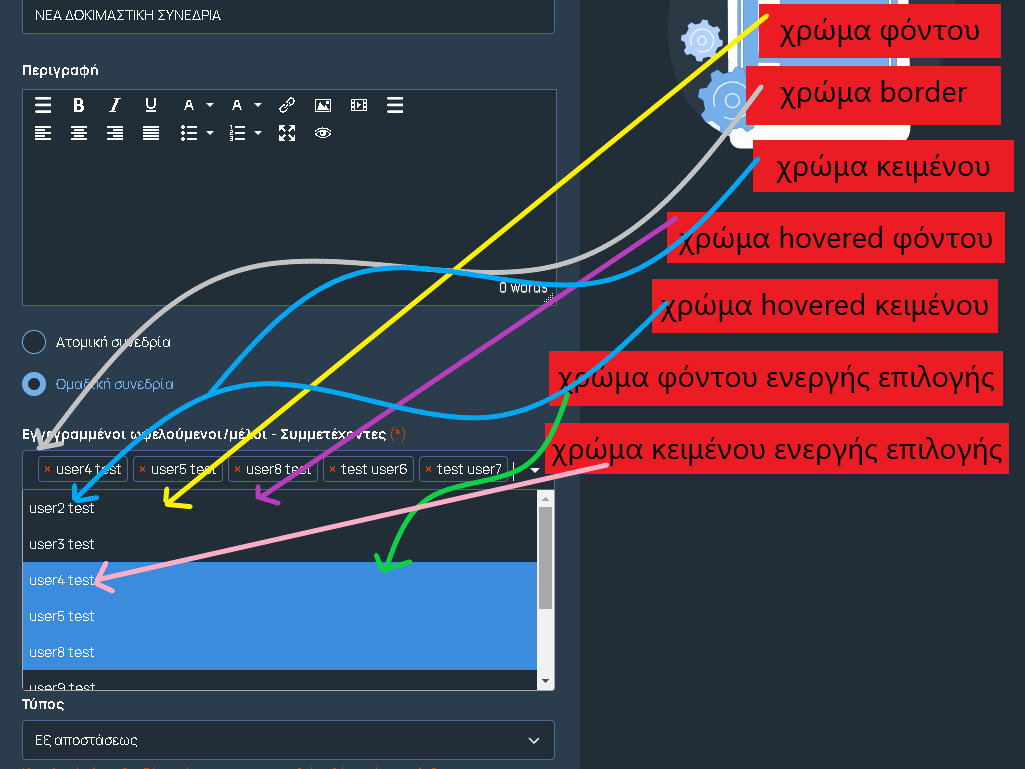 ΝΕΑ ΔΟΚΙΜΑΣΤΙΚΗ ΣΥΝΕΔΡΙΑ
χρώμα φόντου
Περιγραφή
χρώμα border
χρώμα κειμένου
χρώμα hovered φόντου
0 words
χρώμα hovered κειμένου
Ατομική συνεδρία
χρώμα φόντου ενεργής επιλογής
Ομαδική συνεδρία
Εγγεγραμμένοι ωφελούμενοι/μέλοι - Συμμετέχοντες (*)
χρώμα κειμένου ενεργής επιλογής
× user4 test × user5 test × user8 test × test user6 × test user7
user2 test
user3 test
user4 test
user5 test
user8 test
user9 test
Τύπος
Εξ αποστάσεως